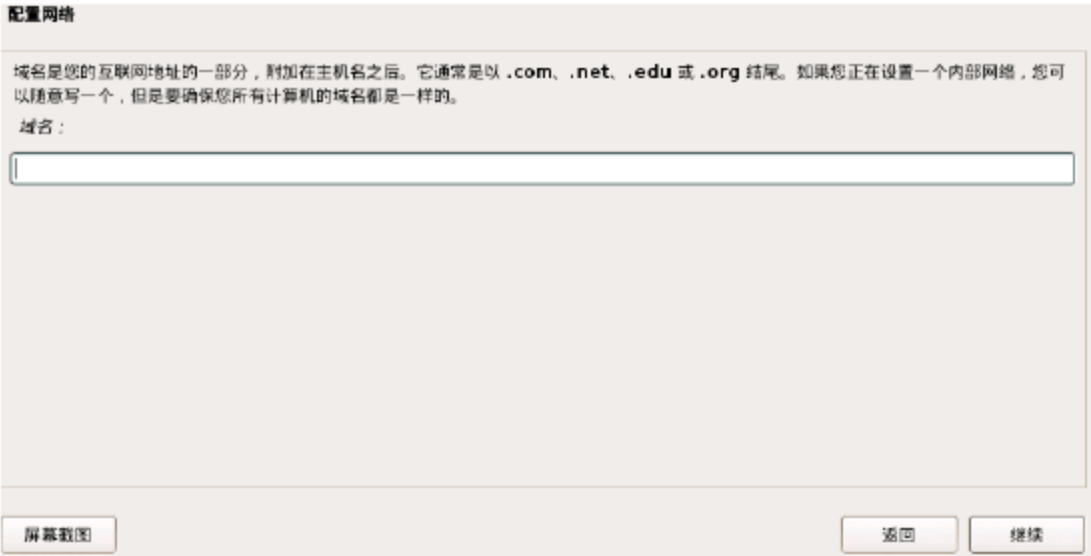 配置网络
域名是您的互联网地址的一部分，附加在主机名之后。它通常是以 .com、.net、.edu 或 .org 结尾。如果您正在设置一个内部网络，您可
以随意写一个，但是要确保您所有计算机的域名都是一样的。
域名：
屏幕截图
返回
继续